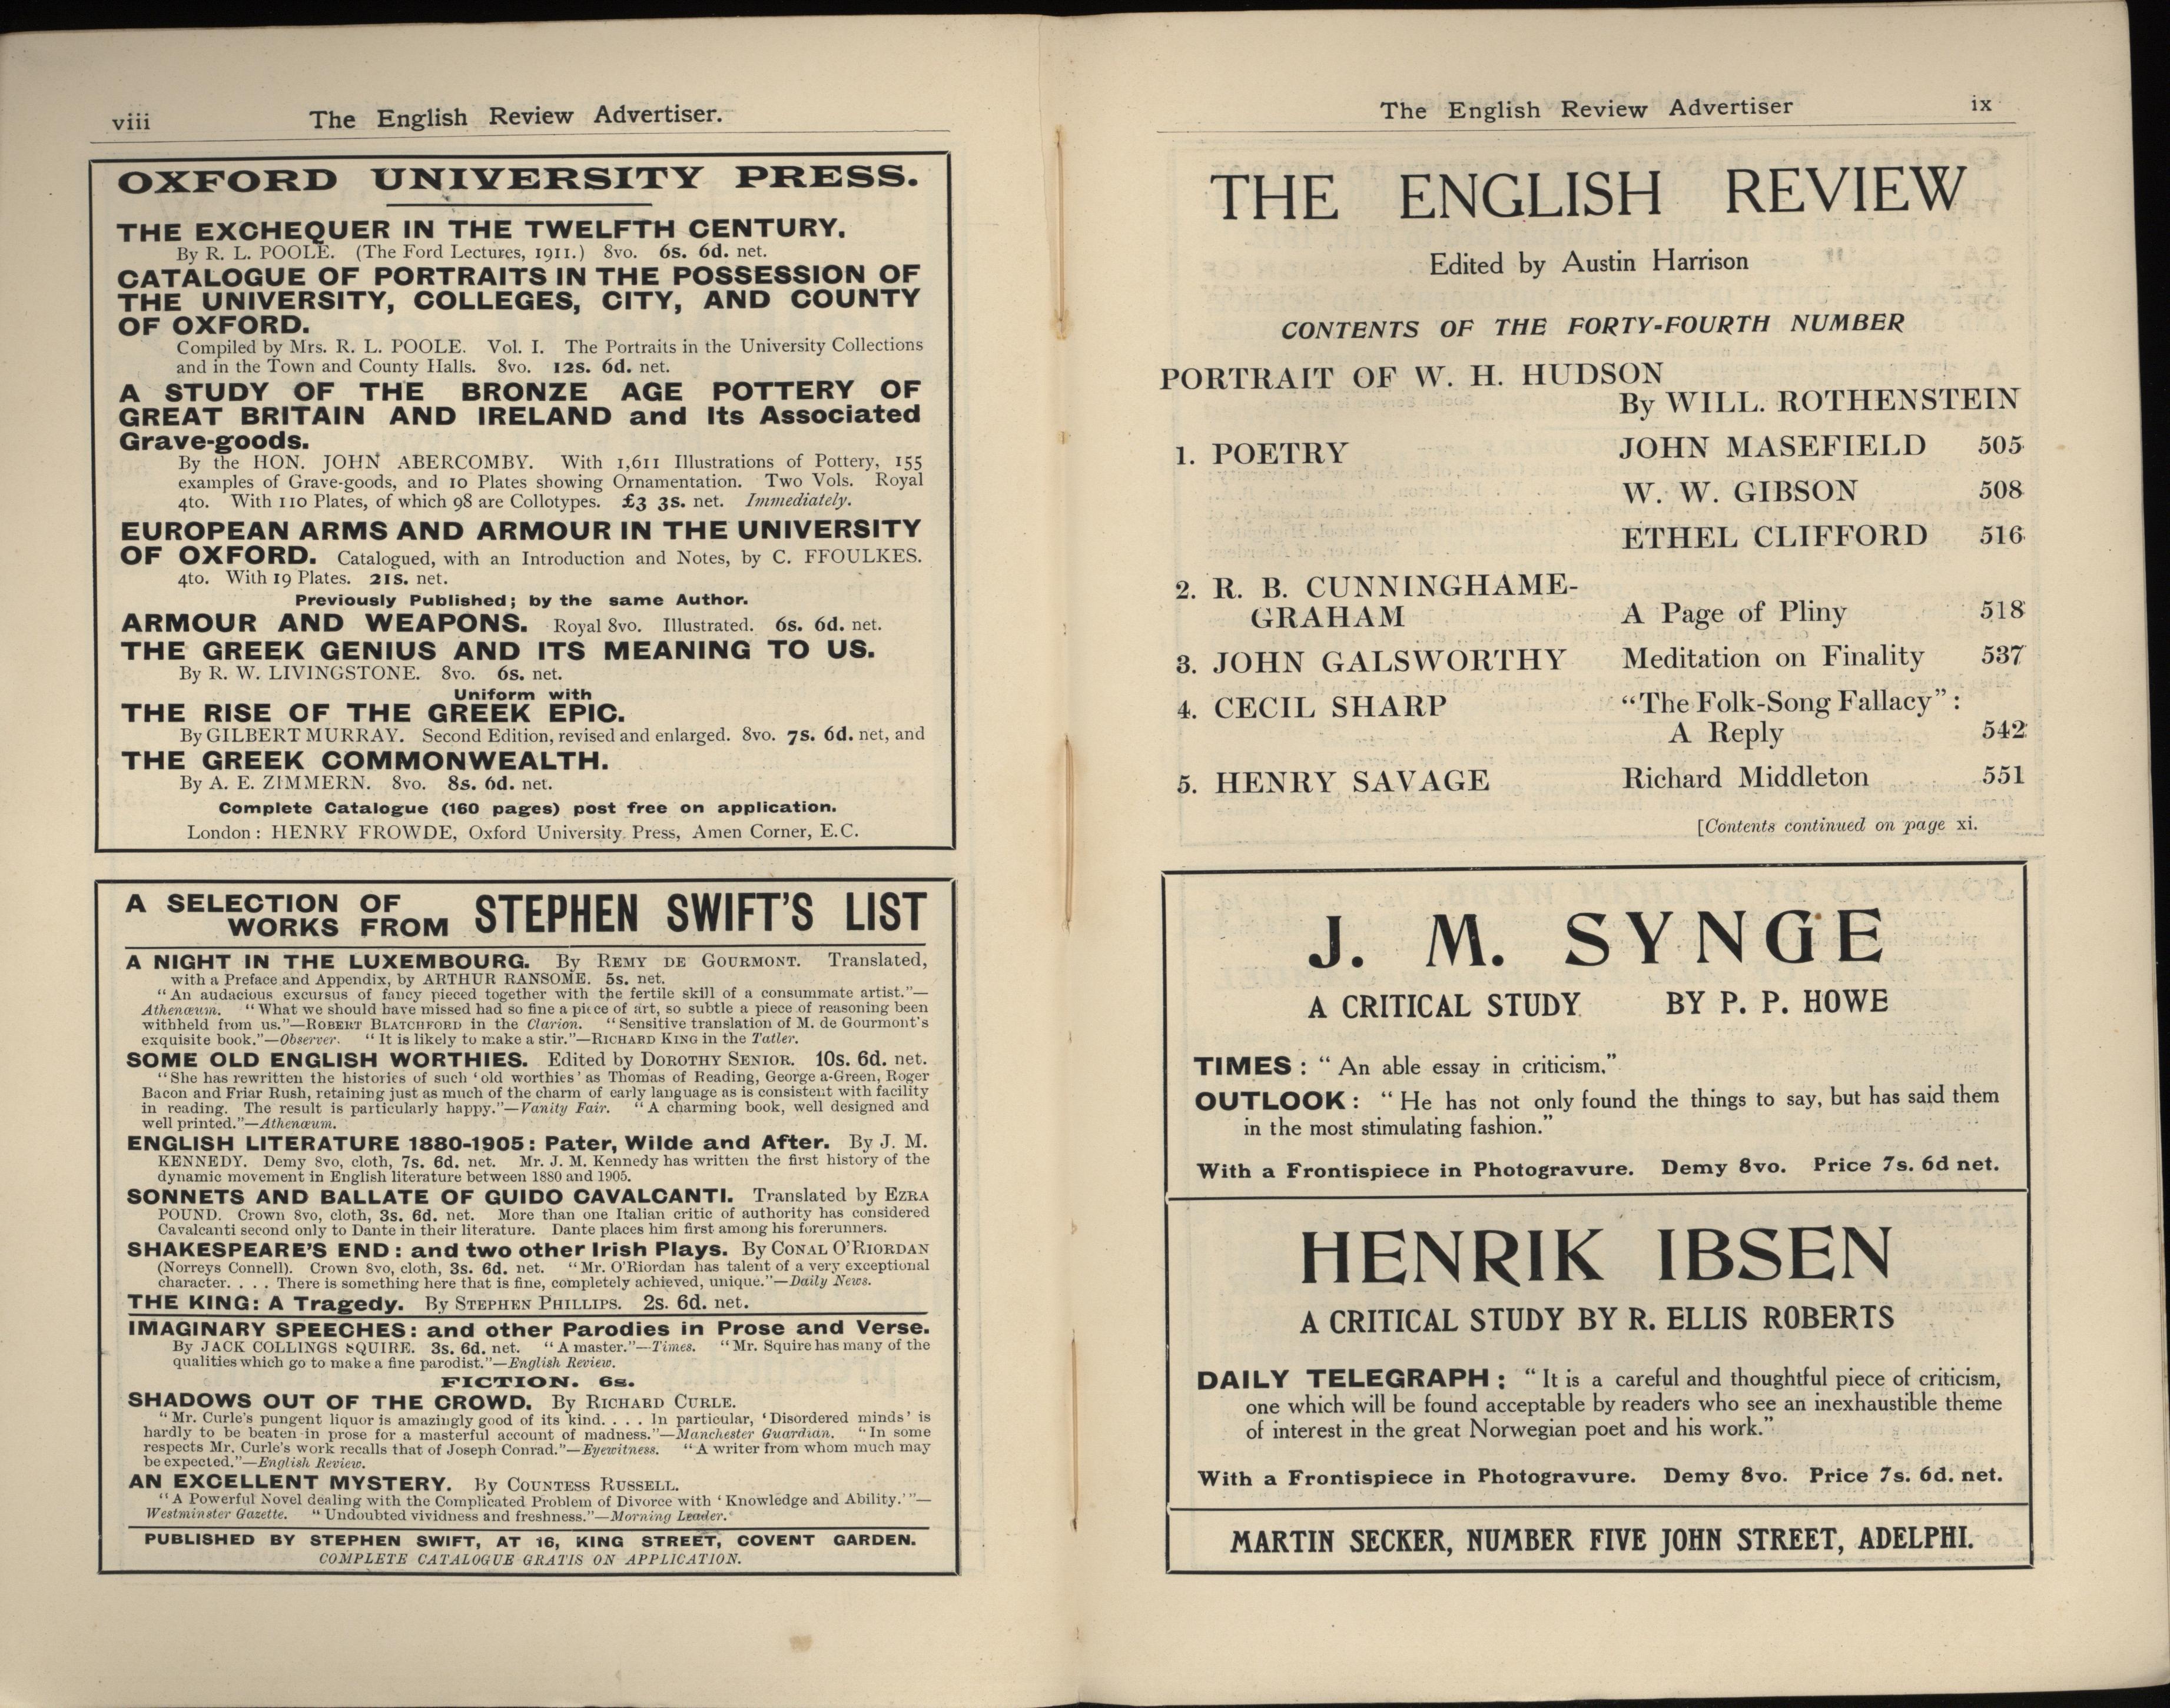 viii The English Review Advertiser.
OXFORD UNIVERSITY PRESS.
THE EXCHEQUER IN THE TWELFTH CENTURY.
By R. L. POOLE. (The Ford Lectures, 1911.) 8vo. 6s. 6d. net.
CATALOGUE OF PORTRAITS IN THE POSSESSION OF
THE UNIVERSITY, COLLEGES, CITY, AND COUNTY
OF OXFORD.
Compiled by Mrs. R. L. POOLE. Vol. I. The Portraits in the University Collections
and in the Town and County Halls. 8vo. 12s. 6d. net.
A STUDY OF THE BRONZE AGE POTTERY OF
GREAT BRITAIN AND IRELAND and Its Associated
Grave-goods.
By the HON. JOHN ABERCOMBY. With 1,611 Illustrations of Pottery, 155
examples of Grave-goods, and 10 Plates showing Ornamentation. Two Vols. Royal
4to. With 110 Plates, of which 98 are Collotypes. £3 3s. net. Immediately.
EUROPEAN ARMS AND ARMOUR IN THE UNIVERSITY
OF OXFORD. Catalogued, with an Introduction and Notes, by C. FFOULKES.
4to. With 19 Plates. 21s. net.
Previously Published; by the same Author.
ARMOUR AND WEAPONS. Royal 8vo. Illustrated. 6s. 6d. net.
THE GREEK GENIUS AND ITS MEANING TO US.
By R. W. LIVINGSTONE. 8vo. 6s. net.
Uniform with
THE RISE OF THE GREEK EPIC.
By GILBERT MURRAY. Second Edition, revised and enlarged. 8vo. 7s. 6d. net, and
THE GREEK COMMONWEALTH.
By A. E. ZIMMERN. 8vo. 8s. 6d. net.
Complete Catalogue (160 pages) post free on application.
London: HENRY FROWDE, Oxford University Press, Amen Corner, E.C.
A SELECTION OF
WORKS FROM STEPHEN SWIFT'S LIST
A NIGHT IN THE LUXEMBOURG. By REMY DE GOURMONT. Translated,
with a Preface and Appendix, by ARTHUR RANSOME. 5s. net.
"An audacious excursus of fancy pieced together with the fertile skill of a consummate artist."—
Athenæum. "What we should have missed had so fine a piece of art, so subtle a piece of reasoning been
withheld from us."—ROBERT BLATCHFORD in the Clarion. "Sensitive translation of M. de Gourmont's
exquisite book."—Observer. "It is likely to make a stir."—RICHARD KING in the Tatler.
SOME OLD ENGLISH WORTHIES. Edited by DOROTHY SENIOR. 10s. 6d. net.
"She has rewritten the histories of such 'old worthies' as Thomas of Reading, George a-Green, Roger
Bacon and Friar Rush, retaining just as much of the charm of early language as is consistent with facility
in reading. The result is particularly happy."—Vanity Fair. "A charming book, well designed and
well printed."—Athenæum.
ENGLISH LITERATURE 1880-1905: Pater, Wilde and After. By J. M.
KENNEDY. Demy 8vo, cloth, 7s. 6d. net. Mr. J. M. Kennedy has written the first history of the
dynamic movement in English literature between 1880 and 1905.
SONNETS AND BALLATE OF GUIDO CAVALCANTI. Translated by EZRA
POUND. Crown 8vo, cloth, 3s. 6d. net. More than one Italian critic of authority has considered
Cavalcanti second only to Dante in their literature. Dante places him first among his forerunners.
SHAKESPEARE'S END: and two other Irish Plays. By CONAL O'RIORDAN
(Norreys Connell). Crown 8vo, cloth, 3s. 6d. net. "Mr. O'Riordan has talent of a very exceptional
character. . . . There is something here that is fine, completely achieved, unique."—Daily News.
THE KING: A Tragedy. By STEPHEN PHILLIPS. 2s. 6d. net.
IMAGINARY SPEECHES: and other Parodies in Prose and Verse.
By JACK COLLINGS SQUIRE. 3s. 6d. net. "A master."—Times. "Mr. Squire has many of the
qualities which go to make a fine parodist."—English Review.
FICTION. 6s.
SHADOWS OUT OF THE CROWD. By RICHARD CURLE.
"Mr. Curle's pungent liquor is amazingly good of its kind. . . . In particular, 'Disordered minds' is
hardly to be beaten in prose for a masterful account of madness."—Manchester Guardian. "In some
respects Mr. Curle's work recalls that of Joseph Conrad."—Eyewitness. "A writer from whom much may
be expected."—English Review.
AN EXCELLENT MYSTERY. By COUNTESS RUSSELL.
"A Powerful Novel dealing with the Complicated Problem of Divorce with 'Knowledge and Ability.'"—
Westminster Gazette. "Undoubted vividness and freshness."—Morning Leader.
PUBLISHED BY STEPHEN SWIFT, AT 16, KING STREET, COVENT GARDEN.
COMPLETE CATALOGUE GRATIS ON APPLICATION.
The English Review Advertiser ix
THE ENGLISH REVIEW
Edited by Austin Harrison
CONTENTS OF THE FORTY-FOURTH NUMBER
PORTRAIT OF W. H. HUDSON
By WILL. ROTHENSTEIN
1. POETRY JOHN MASEFIELD 505
W. W. GIBSON 508
ETHEL CLIFFORD 516
2. R. B. CUNNINGHAME-
GRAHAM A Page of Pliny 518
3. JOHN GALSWORTHY Meditation on Finality 537
4. CECIL SHARP "The Folk-Song Fallacy":
A Reply 542
5. HENRY SAVAGE Richard Middleton 551
[Contents continued on page xi.
J. M. SYNGE
A CRITICAL STUDY BY P. P. HOWE
TIMES: "An able essay in criticism."
OUTLOOK: "He has not only found the things to say, but has said them
in the most stimulating fashion."
With a Frontispiece in Photogravure. Demy 8vo. Price 7s. 6d net.
HENRIK IBSEN
A CRITICAL STUDY BY R. ELLIS ROBERTS
DAILY TELEGRAPH: "It is a careful and thoughtful piece of criticism,
one which will be found acceptable by readers who see an inexhaustible theme
of interest in the great Norwegian poet and his work."
With a Frontispiece in Photogravure. Demy 8vo. Price 7s. 6d. net.
MARTIN SECKER, NUMBER FIVE JOHN STREET, ADELPHI.